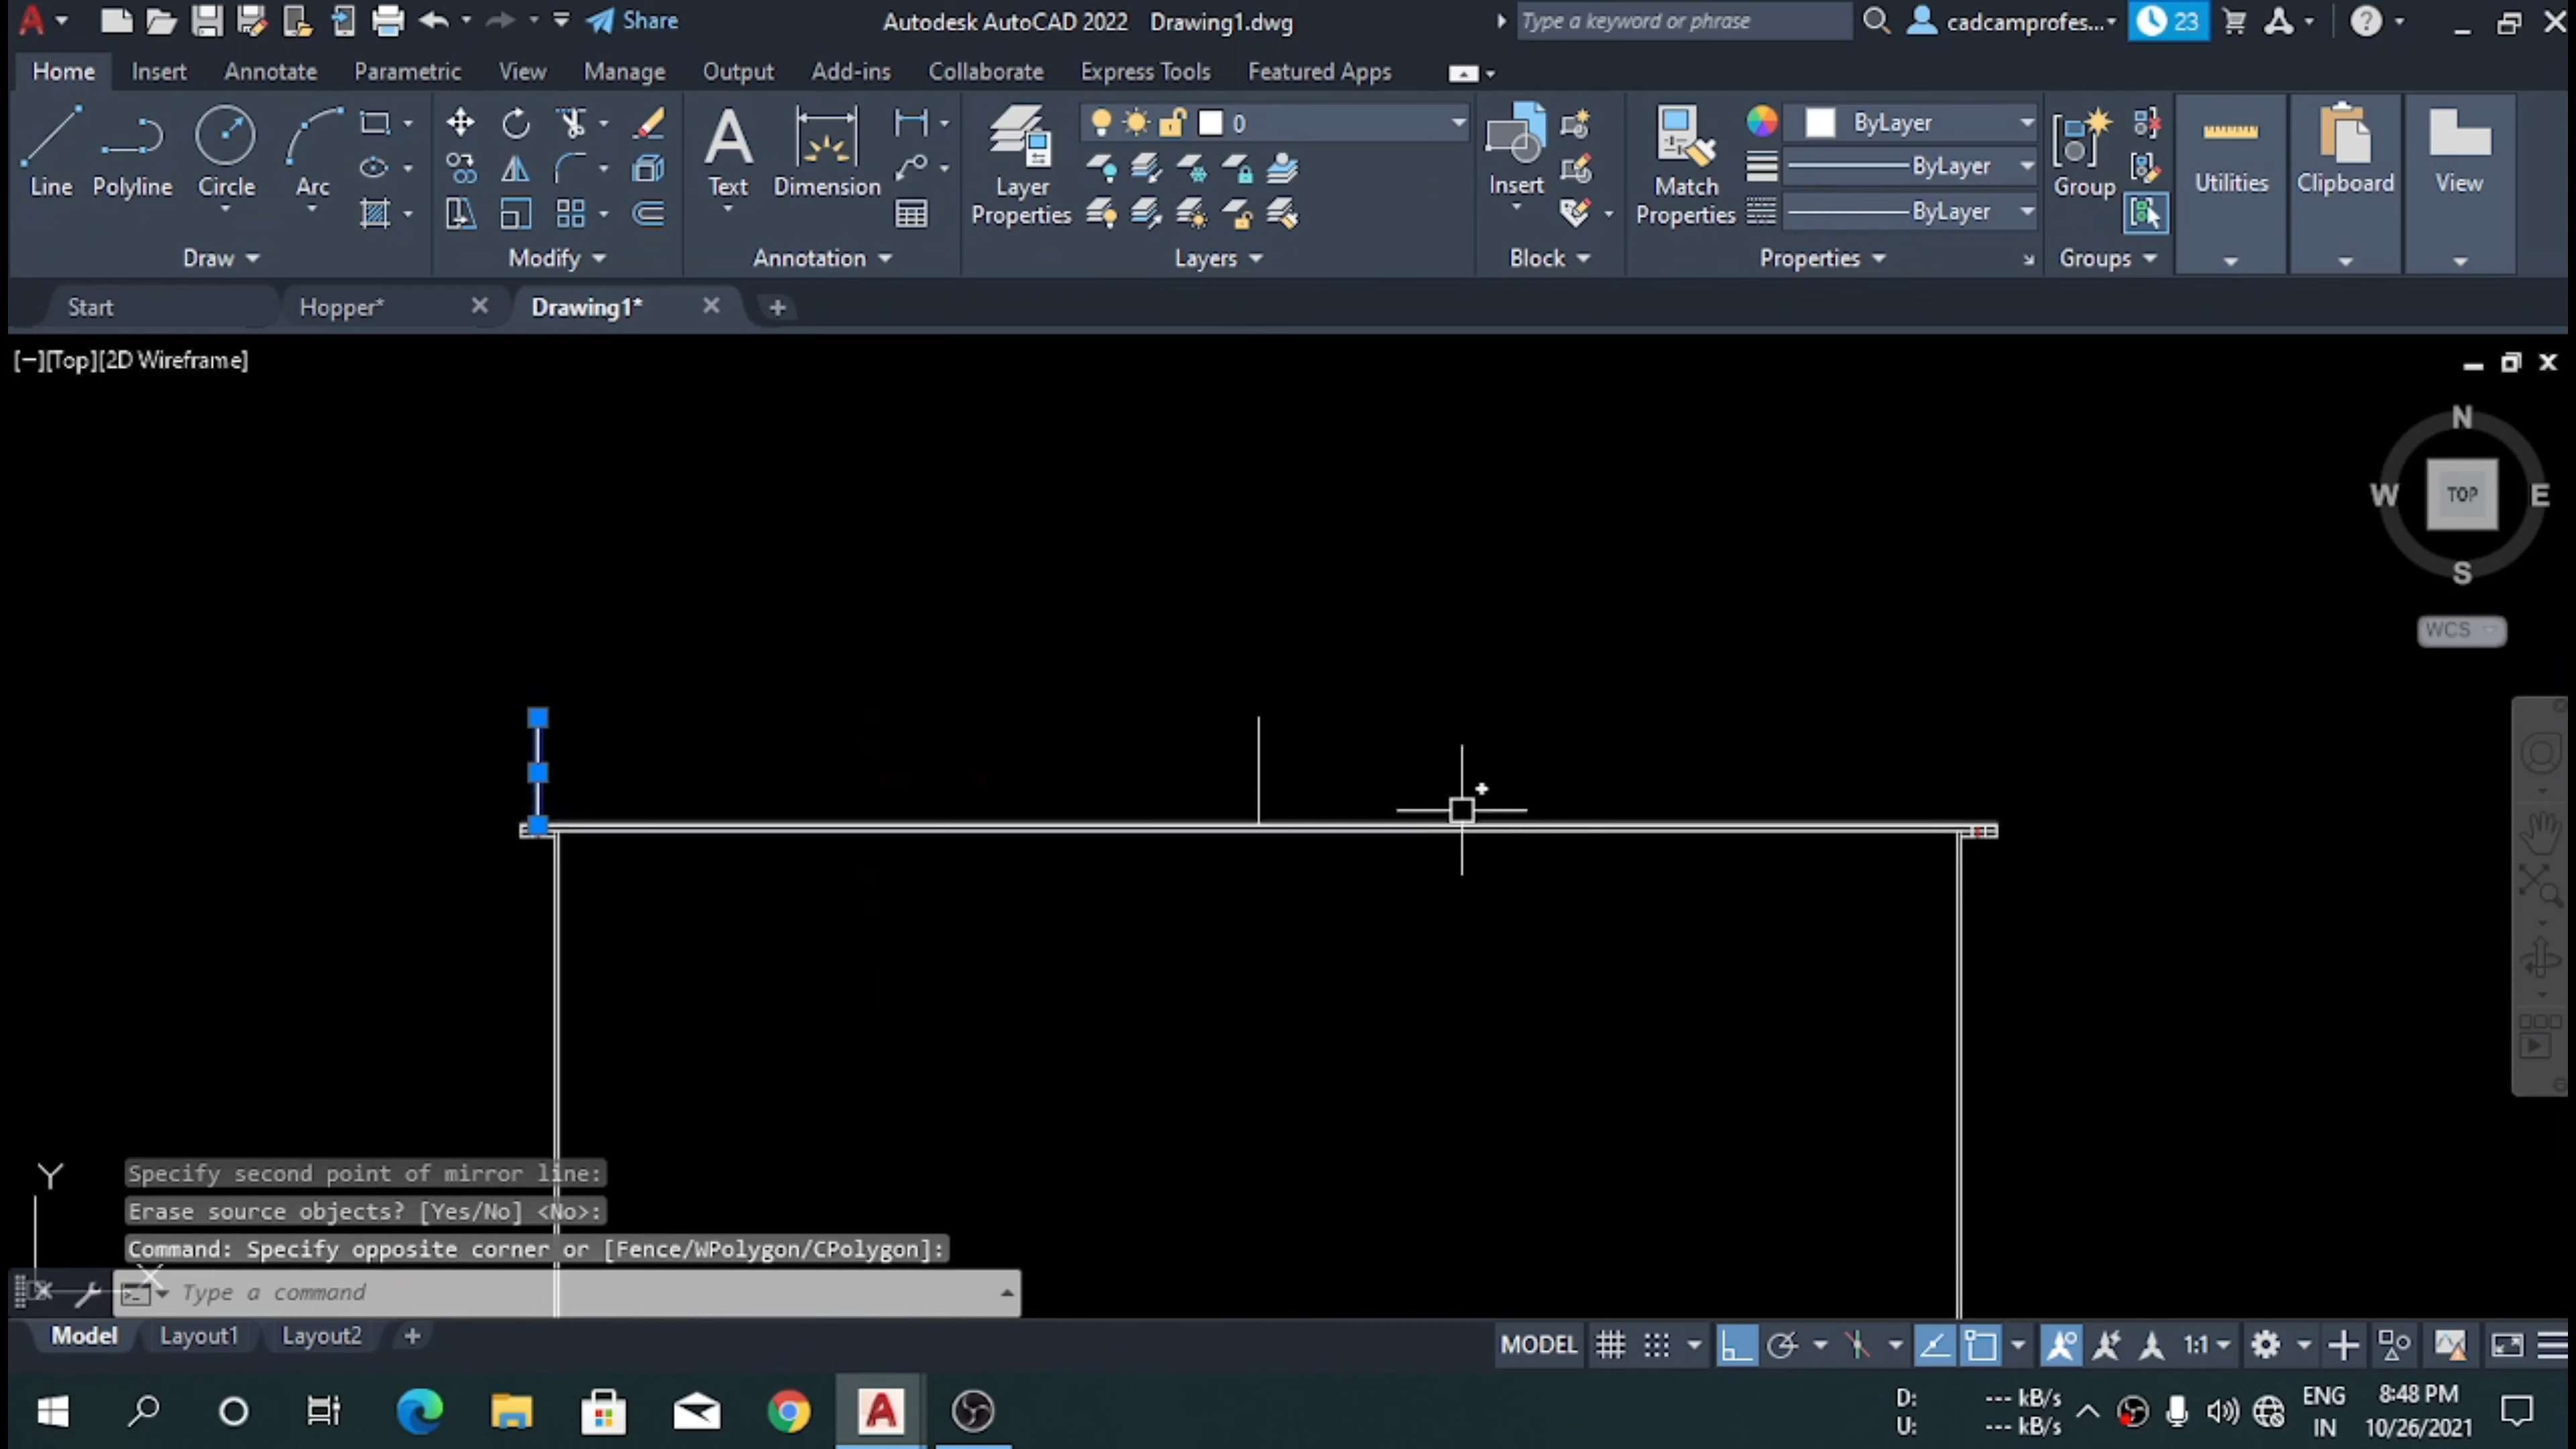 Share
Autodesk AutoCAD 2022 Drawing1.dwg
Type a keyword or phrase
cadcamprofes...
23
Home Insert Annotate Parametric View Manage Output Add-ins Collaborate Express Tools Featured Apps
Line Polyline Circle Arc
Text Dimension
Layer Properties
0
Insert
Match Properties
ByLayer
ByLayer
ByLayer
Group
Utilities Clipboard View
Draw Modify Annotation Layers Block Properties Groups
Start Hopper* Drawing1*
[−][Top][2D Wireframe]
N
W TOP E
S
WCS
Y
X
Specify second point of mirror line:
Erase source objects? [Yes/No] <No>:
Command: Specify opposite corner or [Fence/WPolygon/CPolygon]:
Type a command
Model Layout1 Layout2 +
MODEL
1:1
D: --- kB/s
U: --- kB/s
ENG
IN
8:48 PM
10/26/2021